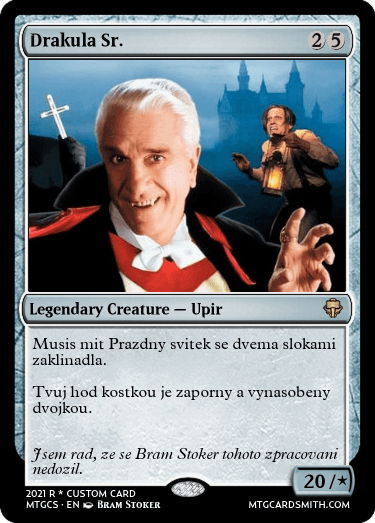 Drakula Sr.
2 5
Legendary Creature — Upir
Musis mit Prazdny svitek se dvema slokami
zaklinadla.
Tvuj hod kostkou je zaporny a vynasobeny
dvojkou.
Jsem rad, ze se Bram Stoker tohoto zpracovani
nedozil.
20/★
2021 R * CUSTOM CARD
MTGCS · EN Bram Stoker
MTGCARDSMITH.COM